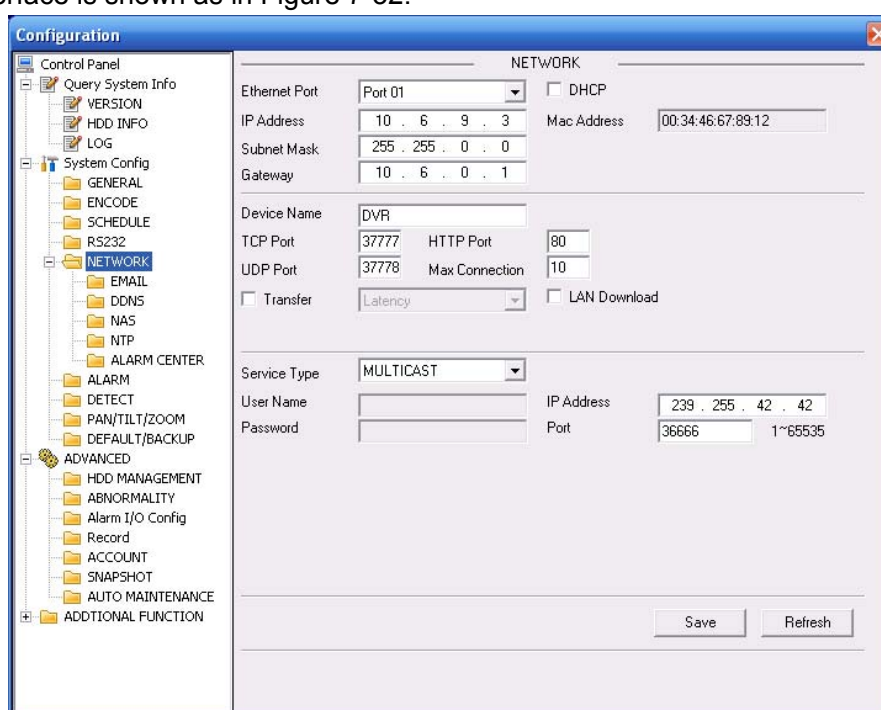 Configuration
Control Panel
Query System Info
VERSION
HDD INFO
LOG
System Config
GENERAL
ENCODE
SCHEDULE
RS232
NETWORK
EMAIL
DDNS
NAS
NTP
ALARM CENTER
ALARM
DETECT
PAN/TILT/ZOOM
DEFAULT/BACKUP
ADVANCED
HDD MANAGEMENT
ABNORMALITY
Alarm I/O Config
Record
ACCOUNT
SNAPSHOT
AUTO MAINTENANCE
ADDTIONAL FUNCTION
NETWORK
Ethernet Port Port 01 DHCP
IP Address 10 . 6 . 9 . 3 Mac Address 00:34:46:67:89:12
Subnet Mask 255 . 255 . 0 . 0
Gateway 10 . 6 . 0 . 1
Device Name DVR
TCP Port 37777 HTTP Port 80
UDP Port 37778 Max Connection 10
Transfer Latency LAN Download
Service Type MULTICAST
User Name IP Address 239 . 255 . 42 . 42
Password Port 36666 1~65535
Save Refresh